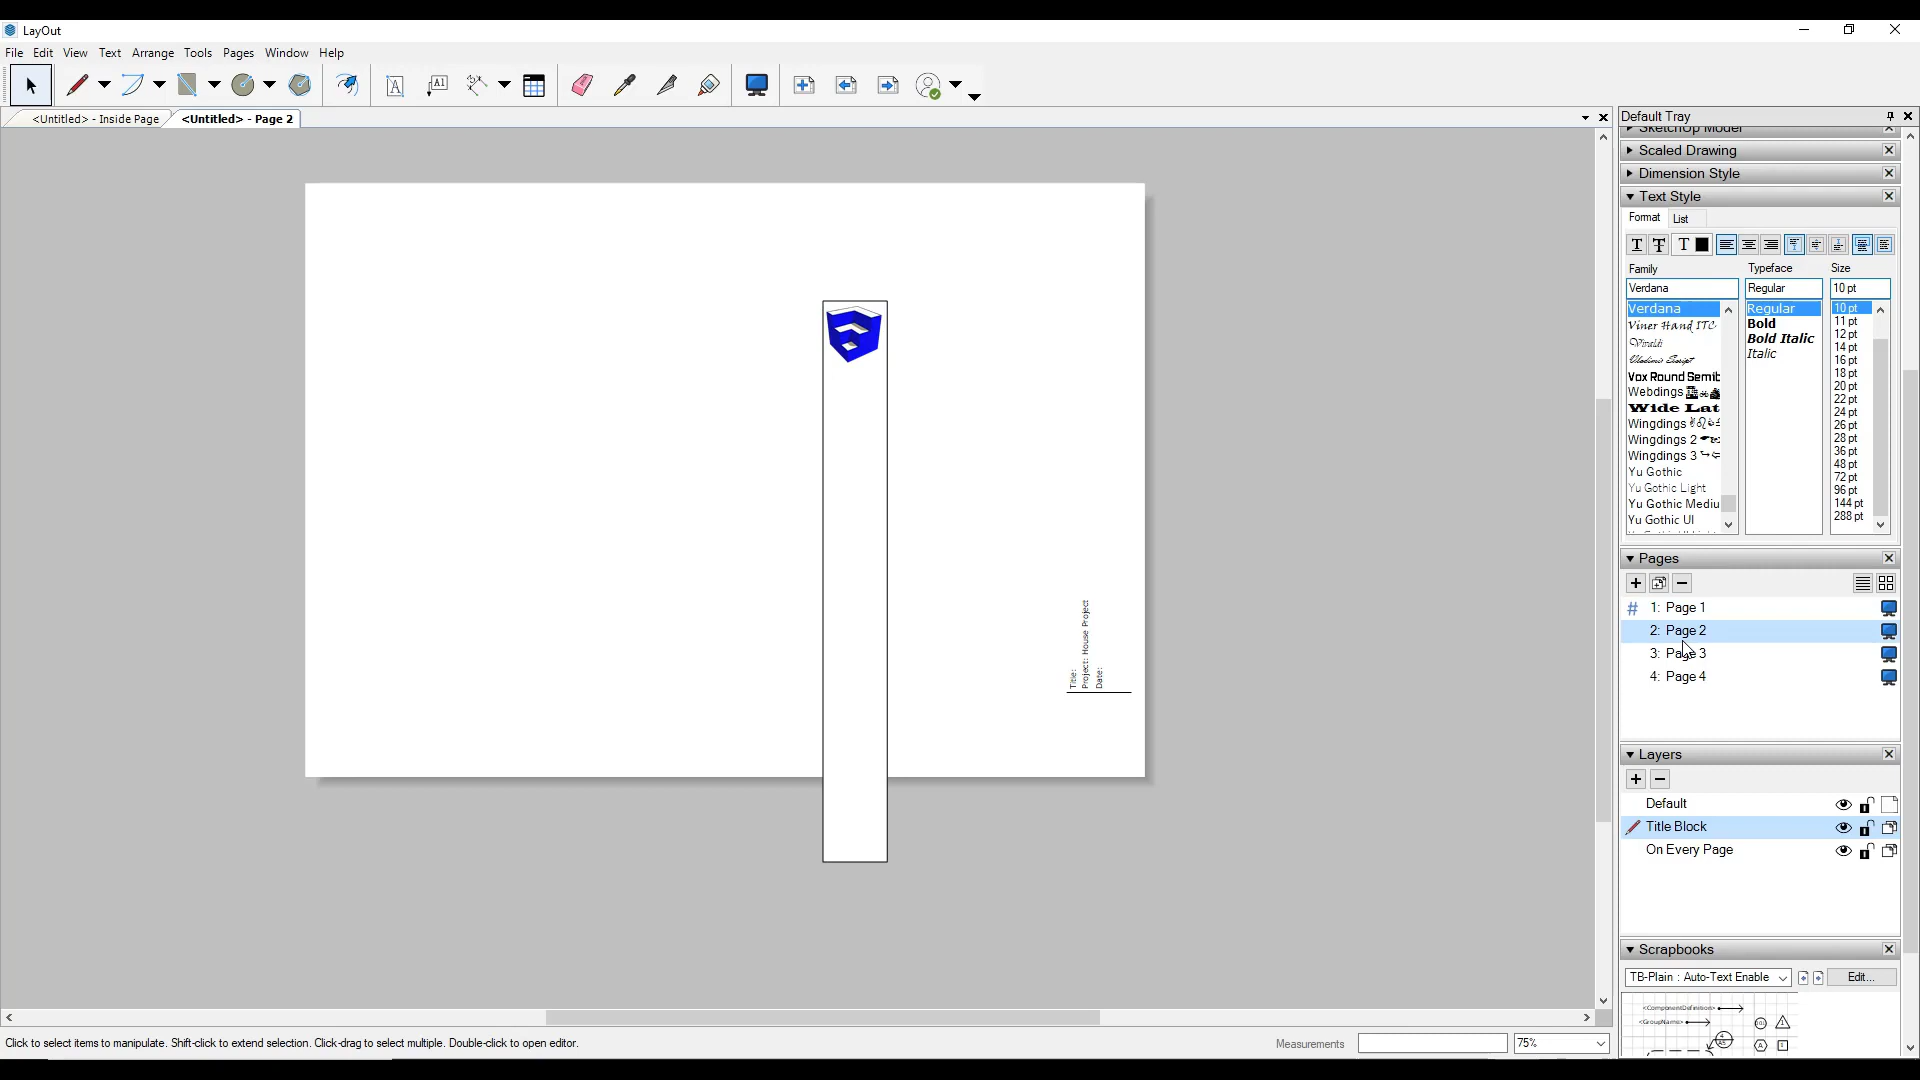 LayOut
File Edit View Text Arrange Tools Pages Window Help
A A1
<Untitled> - Inside Page <Untitled> - Page 2
Title:
Project: House Project
Date:
Default Tray
SketchUp Model
Scaled Drawing
Dimension Style
Text Style
Format List
T T T
Family Typeface Size
Verdana Regular 10 pt
Verdana
Viner Hand ITC
Vivaldi
Vladimir Script
Vox Round Semib
Webdings
Wide Lat
Wingdings
Wingdings 2
Wingdings 3
Yu Gothic
Yu Gothic Light
Yu Gothic Mediu
Yu Gothic UI
Regular
Bold
Bold Italic
Italic
10 pt
11 pt
12 pt
14 pt
16 pt
18 pt
20 pt
22 pt
24 pt
26 pt
28 pt
36 pt
48 pt
72 pt
96 pt
144 pt
288 pt
Pages
# 1: Page 1
2: Page 2
3: Page 3
4: Page 4
Layers
Default
Title Block
On Every Page
Scrapbooks
TB-Plain : Auto-Text Enable Edit...
<ComponentDefinition>
<GroupName>
Click to select items to manipulate. Shift-click to extend selection. Click-drag to select multiple. Double-click to open editor.
Measurements 75%